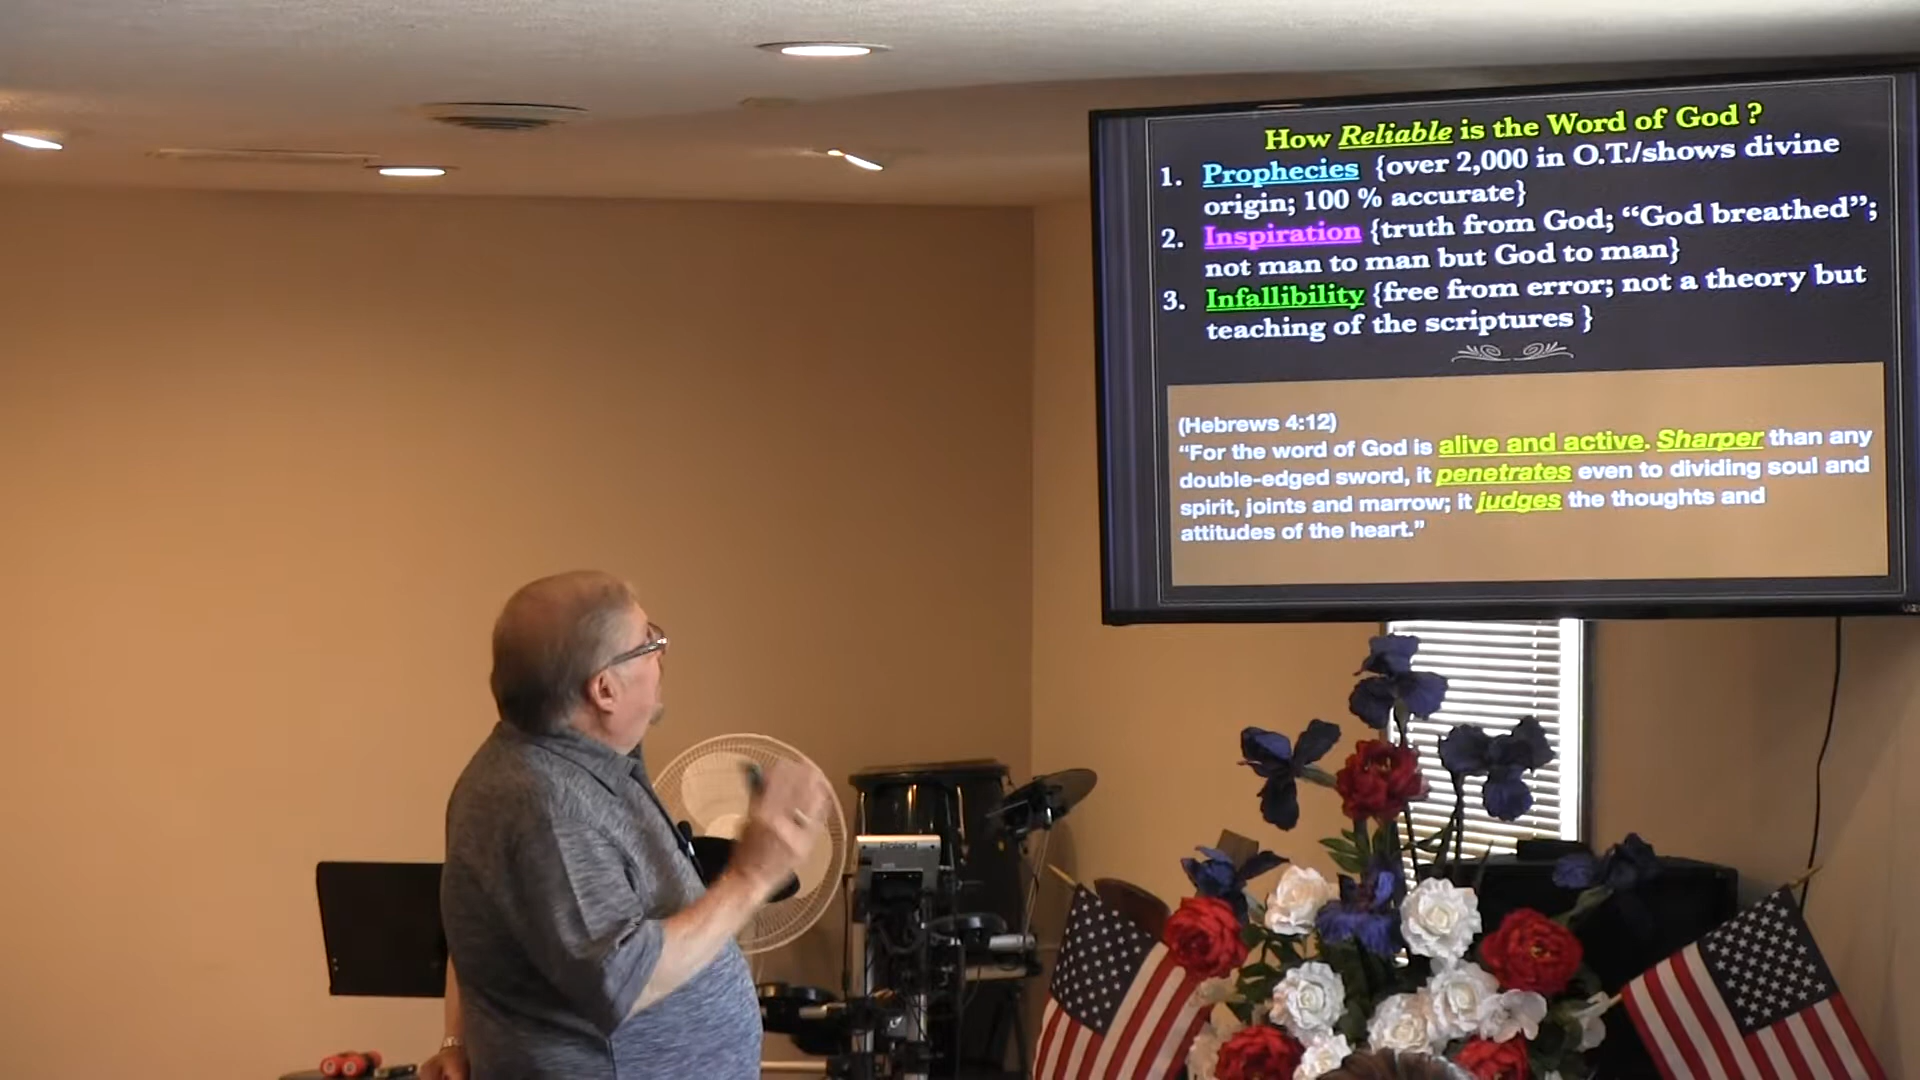 How Reliable is the Word of God ?
1. Prophecies {over 2,000 in O.T./shows divine
origin; 100 % accurate}
2. Inspiration {truth from God; “God breathed”;
not man to man but God to man}
3. Infallibility {free from error; not a theory but
teaching of the scriptures }
(Hebrews 4:12)
“For the word of God is alive and active. Sharper than any
double-edged sword, it penetrates even to dividing soul and
spirit, joints and marrow; it judges the thoughts and
attitudes of the heart.”
Roland